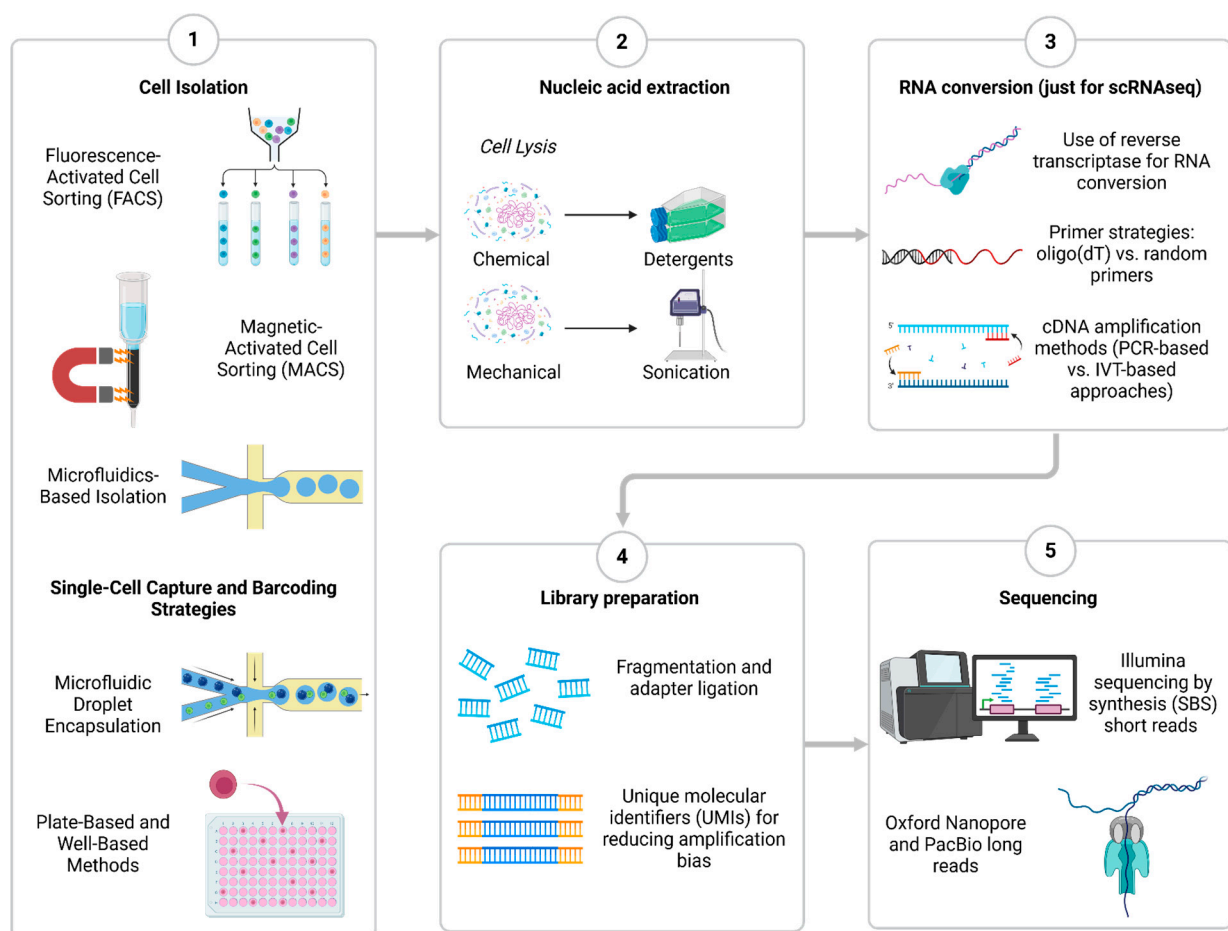 1
Cell Isolation
Fluorescence-
Activated Cell
Sorting (FACS)
Magnetic-
Activated Cell
Sorting (MACS)
Microfluidics-
Based Isolation
Single-Cell Capture and Barcoding
Strategies
Microfluidic
Droplet
Encapsulation
Plate-Based and
Well-Based
Methods
2
Nucleic acid extraction
Cell Lysis
Chemical
Detergents
Mechanical
Sonication
3
RNA conversion (just for scRNAseq)
Use of reverse
transcriptase for RNA
conversion
Primer strategies:
oligo(dT) vs. random
primers
5'
3'
cDNA amplification
methods (PCR-based
vs. IVT-based
approaches)
4
Library preparation
Fragmentation and
adapter ligation
Unique molecular
identifiers (UMIs) for
reducing amplification
bias
5
Sequencing
Illumina
sequencing by
synthesis (SBS)
short reads
Oxford Nanopore
and PacBio long
reads